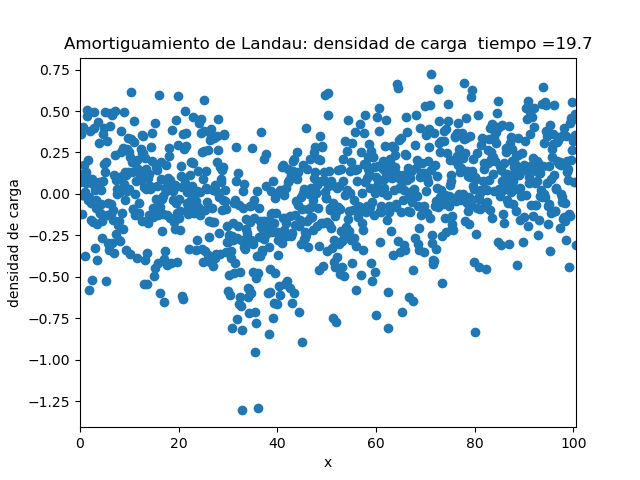 Amortiguamiento de Landau: densidad de carga  tiempo =19.7
0.75
0.50
0.25
0.00
−0.25
−0.50
−0.75
−1.00
−1.25
densidad de carga
0 20 40 60 80 100
x